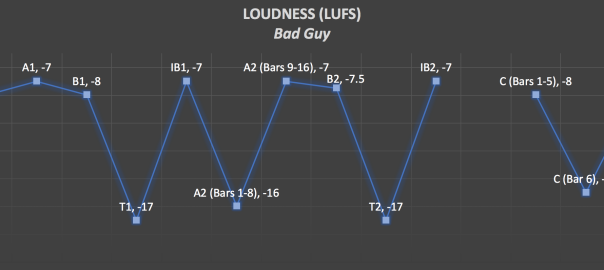 LOUDNESS (LUFS)
Bad Guy
A1, -7
B1, -8
T1, -17
IB1, -7
A2 (Bars 1-8), -16
A2 (Bars 9-16), -7
B2, -7.5
T2, -17
IB2, -7
C (Bars 1-5), -8
C (Bar 6), -